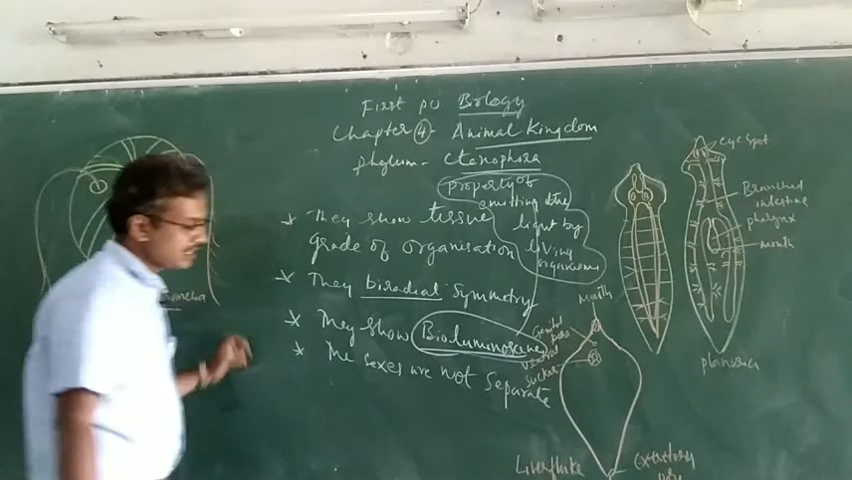 First PU Biology
Chapter 4 - Animal Kingdom
phylum - Ctenophora
property of
emitting the
light by
living
organisms
* They show tissue
grade of organisation
* They biradial Symmetry
* They show Bioluminoscence
* The sexes are not Separate
eye spot
Branched
intestine
pharynx
mouth
planaria
mouth
Genital pore
Ventral
sucker
Liverfluke
Excretory
pore